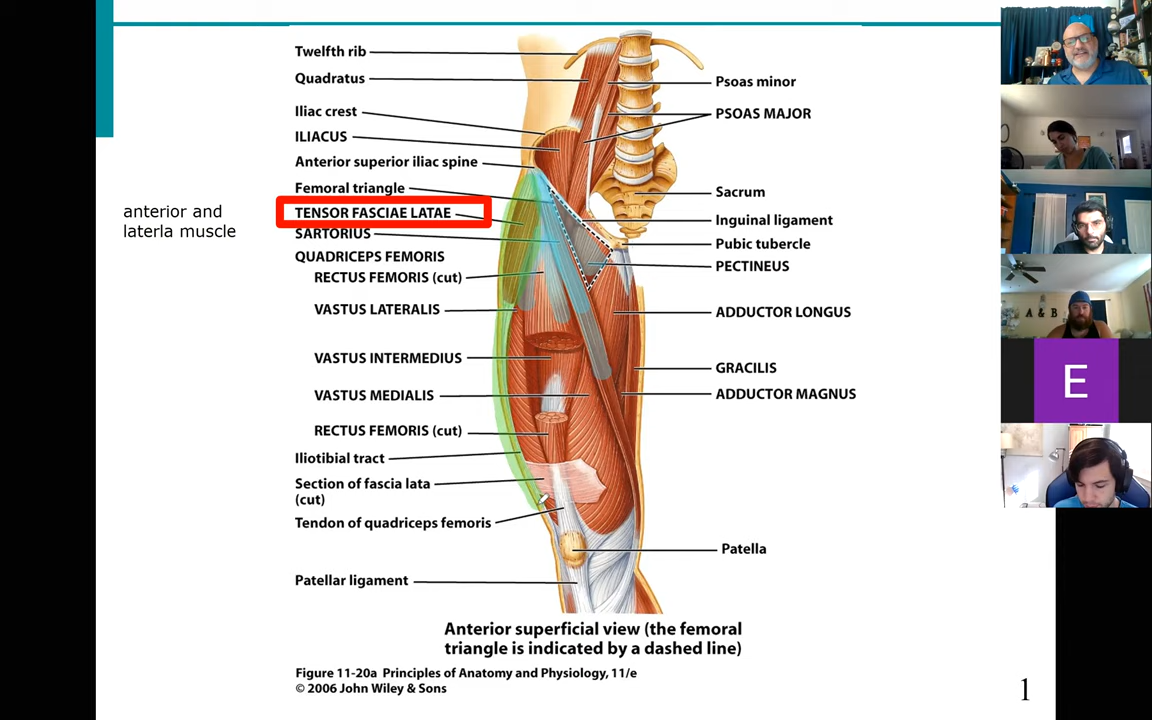 Twelfth rib
Quadratus
Iliac crest
ILIACUS
Anterior superior iliac spine
Femoral triangle
TENSOR FASCIAE LATAE
SARTORIUS
QUADRICEPS FEMORIS
RECTUS FEMORIS (cut)
VASTUS LATERALIS
VASTUS INTERMEDIUS
VASTUS MEDIALIS
RECTUS FEMORIS (cut)
Iliotibial tract
Section of fascia lata
(cut)
Tendon of quadriceps femoris
Patellar ligament
anterior and
laterla muscle
Psoas minor
PSOAS MAJOR
Sacrum
Inguinal ligament
Pubic tubercle
PECTINEUS
ADDUCTOR LONGUS
GRACILIS
ADDUCTOR MAGNUS
Patella
Anterior superficial view (the femoral
triangle is indicated by a dashed line)
Figure 11-20a Principles of Anatomy and Physiology, 11/e
© 2006 John Wiley & Sons
1
A & B
E